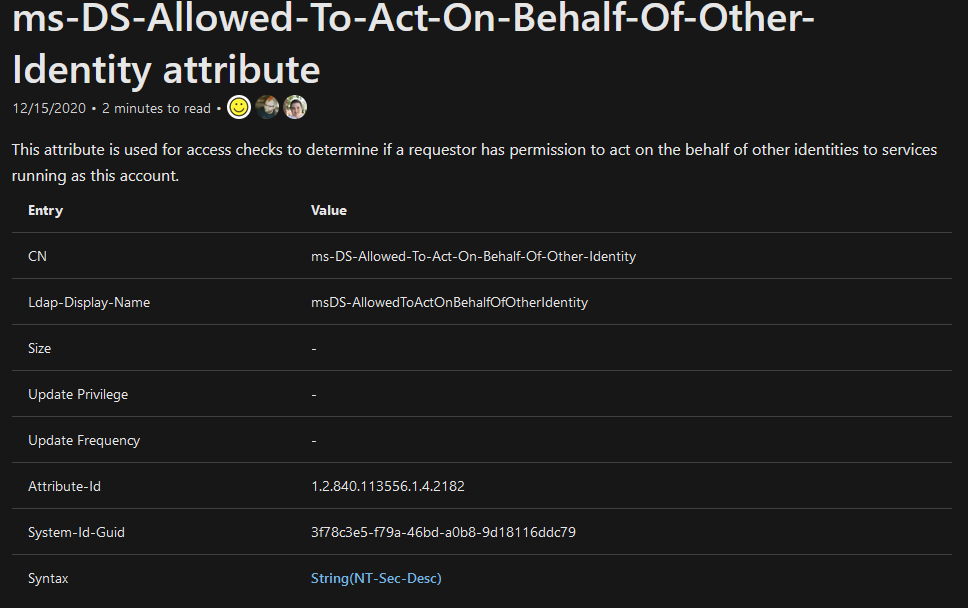 ms-DS-Allowed-To-Act-On-Behalf-Of-Other-
Identity attribute
12/15/2020 • 2 minutes to read •
This attribute is used for access checks to determine if a requestor has permission to act on the behalf of other identities to services
running as this account.
Entry Value
CN ms-DS-Allowed-To-Act-On-Behalf-Of-Other-Identity
Ldap-Display-Name msDS-AllowedToActOnBehalfOfOtherIdentity
Size -
Update Privilege -
Update Frequency -
Attribute-Id 1.2.840.113556.1.4.2182
System-Id-Guid 3f78c3e5-f79a-46bd-a0b8-9d18116ddc79
Syntax String(NT-Sec-Desc)